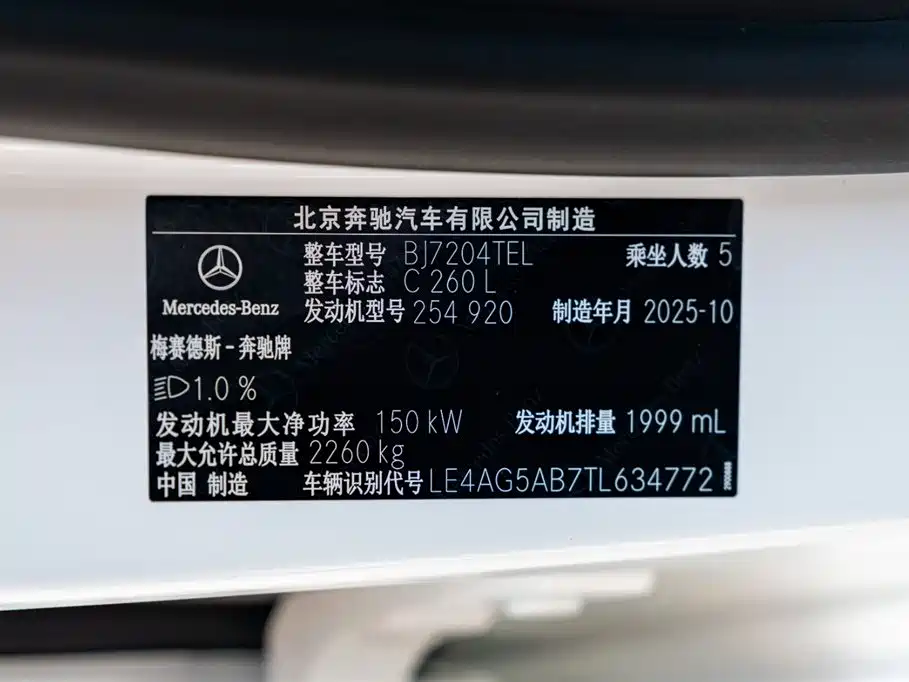 北京奔驰汽车有限公司制造
整车型号 BJ7204TEL 乘坐人数 5
整车标志 C 260 L
Mercedes-Benz 发动机型号 254 920 制造年月 2025-10
梅赛德斯-奔驰牌
1.0 %
发动机最大净功率 150 kW 发动机排量 1999 mL
最大允许总质量 2260 kg
中国 制造 车辆识别代号 LE4AG5AB7TL634772